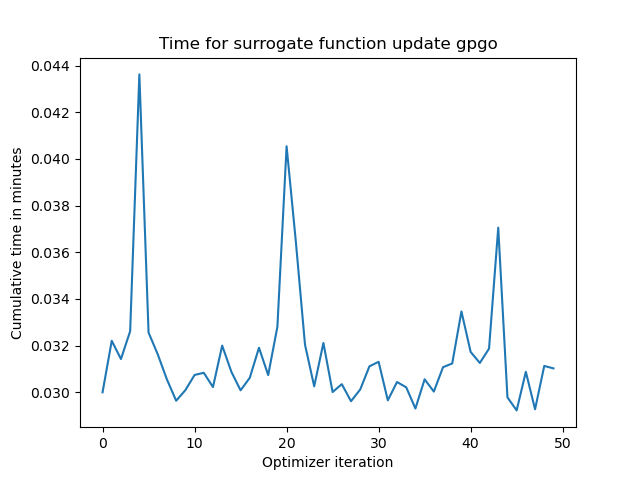 Time for surrogate function update gpgo
0.044
0.042
0.040
0.038
0.036
0.034
0.032
0.030
Cumulative time in minutes
0 10 20 30 40 50
Optimizer iteration